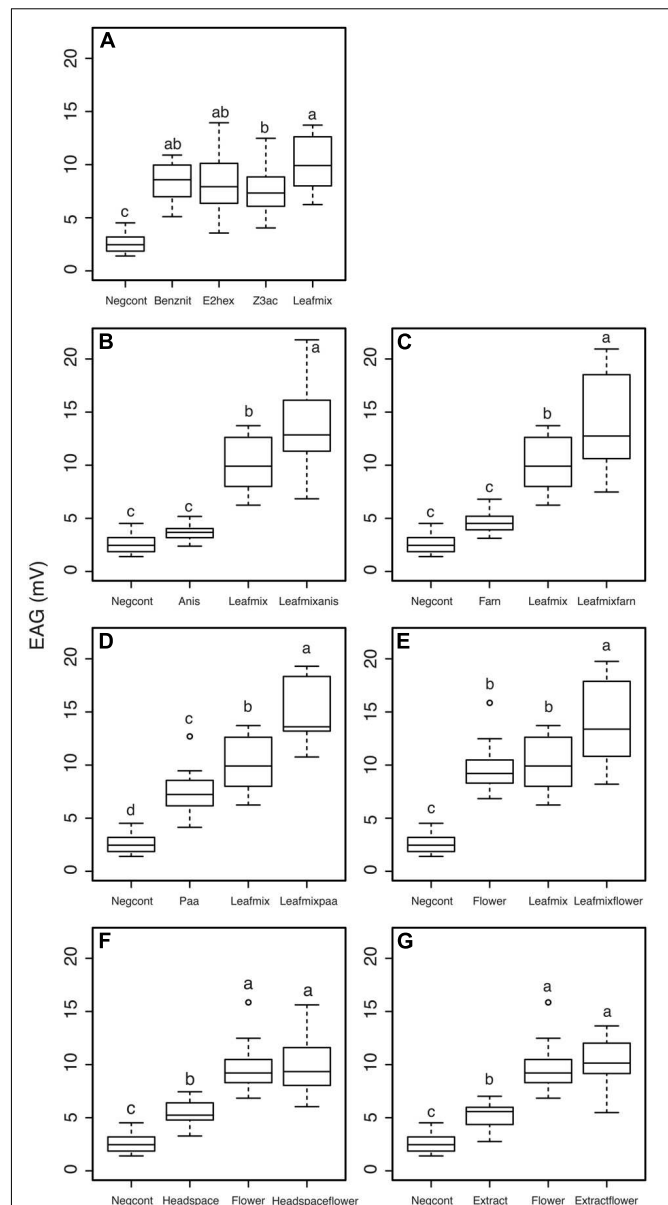 A
20
15
10
5
0
c
ab
ab
b
a
Negcont Benznit E2hex Z3ac Leafmix
EAG (mV)
B
20
15
10
5
0
c
c
b
a
Negcont Anis Leafmix Leafmixanis
C
20
15
10
5
0
c
c
b
a
Negcont Farn Leafmix Leafmixfarn
D
20
15
10
5
0
d
c
b
a
Negcont Paa Leafmix Leafmixpaa
E
20
15
10
5
0
c
b
b
a
Negcont Flower Leafmix Leafmixflower
F
20
15
10
5
0
c
b
a
a
Negcont Headspace Flower Headspaceflower
G
20
15
10
5
0
c
b
a
a
Negcont Extract Flower Extractflower